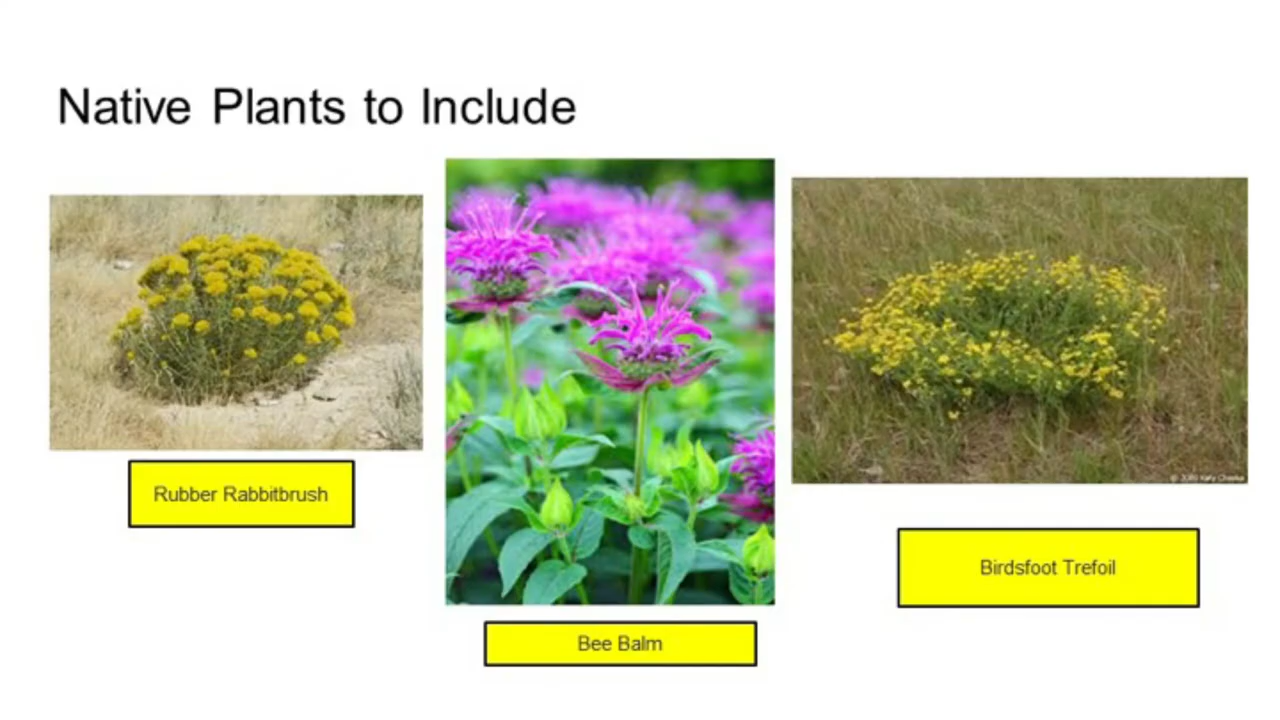 Native Plants to Include
Rubber Rabbitbrush
Bee Balm
Birdsfoot Trefoil